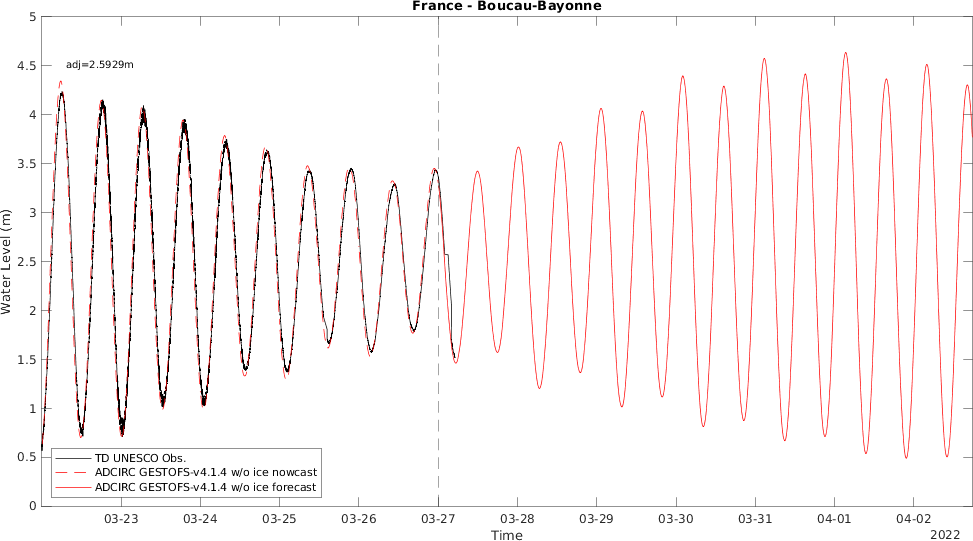 France - Boucau-Bayonne
5
4.5
4
3.5
3
2.5
2
1.5
1
0.5
0
Water Level (m)
adj=2.5929m
TD UNESCO Obs.
ADCIRC GESTOFS-v4.1.4 w/o ice nowcast
ADCIRC GESTOFS-v4.1.4 w/o ice forecast
03-23 03-24 03-25 03-26 03-27 03-28 03-29 03-30 03-31 04-01 04-02
Time
2022